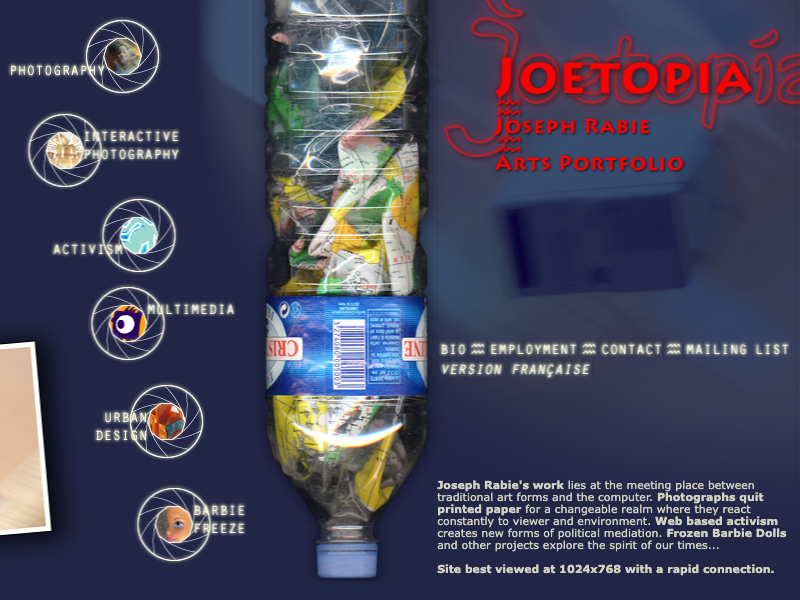 PHOTOGRAPHY
INTERACTIVE
PHOTOGRAPHY
ACTIVISM
MULTIMEDIA
URBAN
DESIGN
BARBIE
FREEZE
Joetopia
JOETOPIA
JOSEPH RABIE
ARTS PORTFOLIO
CRIS
LINE
BIO EMPLOYMENT CONTACT MAILING LIST
VERSION FRANÇAISE
Joseph Rabie's work lies at the meeting place between
traditional art forms and the computer. Photographs quit
printed paper for a changeable realm where they react
constantly to viewer and environment. Web based activism
creates new forms of political mediation. Frozen Barbie Dolls
and other projects explore the spirit of our times...
Site best viewed at 1024x768 with a rapid connection.